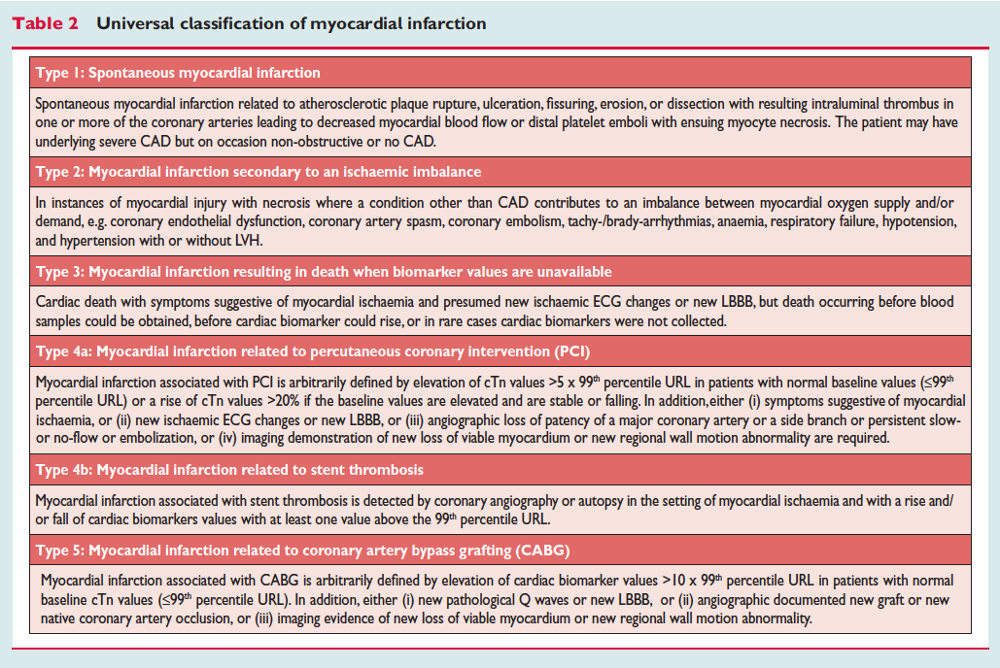 Table 2 Universal classification of myocardial infarction
Type 1: Spontaneous myocardial infarction
Spontaneous myocardial infarction related to atherosclerotic plaque rupture, ulceration, fissuring, erosion, or dissection with resulting intraluminal thrombus in
one or more of the coronary arteries leading to decreased myocardial blood flow or distal platelet emboli with ensuing myocyte necrosis. The patient may have
underlying severe CAD but on occasion non-obstructive or no CAD.
Type 2: Myocardial infarction secondary to an ischaemic imbalance
In instances of myocardial injury with necrosis where a condition other than CAD contributes to an imbalance between myocardial oxygen supply and/or
demand, e.g. coronary endothelial dysfunction, coronary artery spasm, coronary embolism, tachy-/brady-arrhythmias, anaemia, respiratory failure, hypotension,
and hypertension with or without LVH.
Type 3: Myocardial infarction resulting in death when biomarker values are unavailable
Cardiac death with symptoms suggestive of myocardial ischaemia and presumed new ischaemic ECG changes or new LBBB, but death occurring before blood
samples could be obtained, before cardiac biomarker could rise, or in rare cases cardiac biomarkers were not collected.
Type 4a: Myocardial infarction related to percutaneous coronary intervention (PCI)
Myocardial infarction associated with PCI is arbitrarily defined by elevation of cTn values >5 x 99th percentile URL in patients with normal baseline values (≤99th
percentile URL) or a rise of cTn values >20% if the baseline values are elevated and are stable or falling. In addition,either (i) symptoms suggestive of myocardial
ischaemia, or (ii) new ischaemic ECG changes or new LBBB, or (iii) angiographic loss of patency of a major coronary artery or a side branch or persistent slow-
or no-flow or embolization, or (iv) imaging demonstration of new loss of viable myocardium or new regional wall motion abnormality are required.
Type 4b: Myocardial infarction related to stent thrombosis
Myocardial infarction associated with stent thrombosis is detected by coronary angiography or autopsy in the setting of myocardial ischaemia and with a rise and/
or fall of cardiac biomarkers values with at least one value above the 99th percentile URL.
Type 5: Myocardial infarction related to coronary artery bypass grafting (CABG)
Myocardial infarction associated with CABG is arbitrarily defined by elevation of cardiac biomarker values >10 x 99th percentile URL in patients with normal
baseline cTn values (≤99th percentile URL). In addition, either (i) new pathological Q waves or new LBBB, or (ii) angiographic documented new graft or new
native coronary artery occlusion, or (iii) imaging evidence of new loss of viable myocardium or new regional wall motion abnormality.